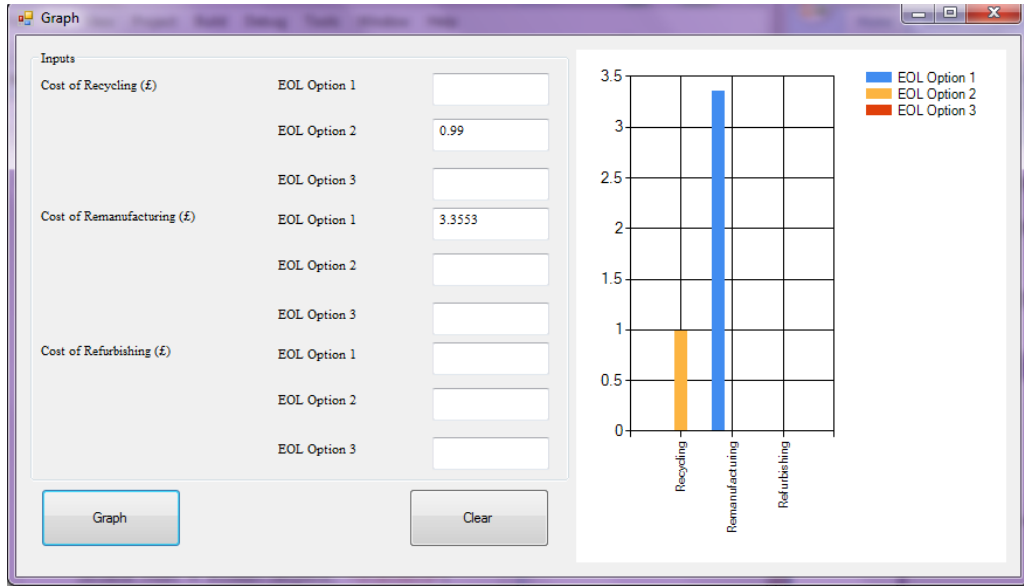 Graph
Inputs
Cost of Recycling (£)
EOL Option 1
EOL Option 2
0.99
EOL Option 3
Cost of Remanufacturing (£)
EOL Option 1
3.3553
EOL Option 2
EOL Option 3
Cost of Refurbishing (£)
EOL Option 1
EOL Option 2
EOL Option 3
Graph
Clear
3.5
3
2.5
2
1.5
1
0.5
0
Recycling
Remanufacturing
Refurbishing
EOL Option 1
EOL Option 2
EOL Option 3